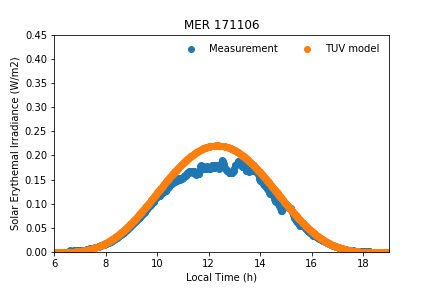 MER 171106
Measurement
TUV model
Solar Erythemal Irradiance (W/m2)
0.45
0.40
0.35
0.30
0.25
0.20
0.15
0.10
0.05
0.00
6 8 10 12 14 16 18
Local Time (h)